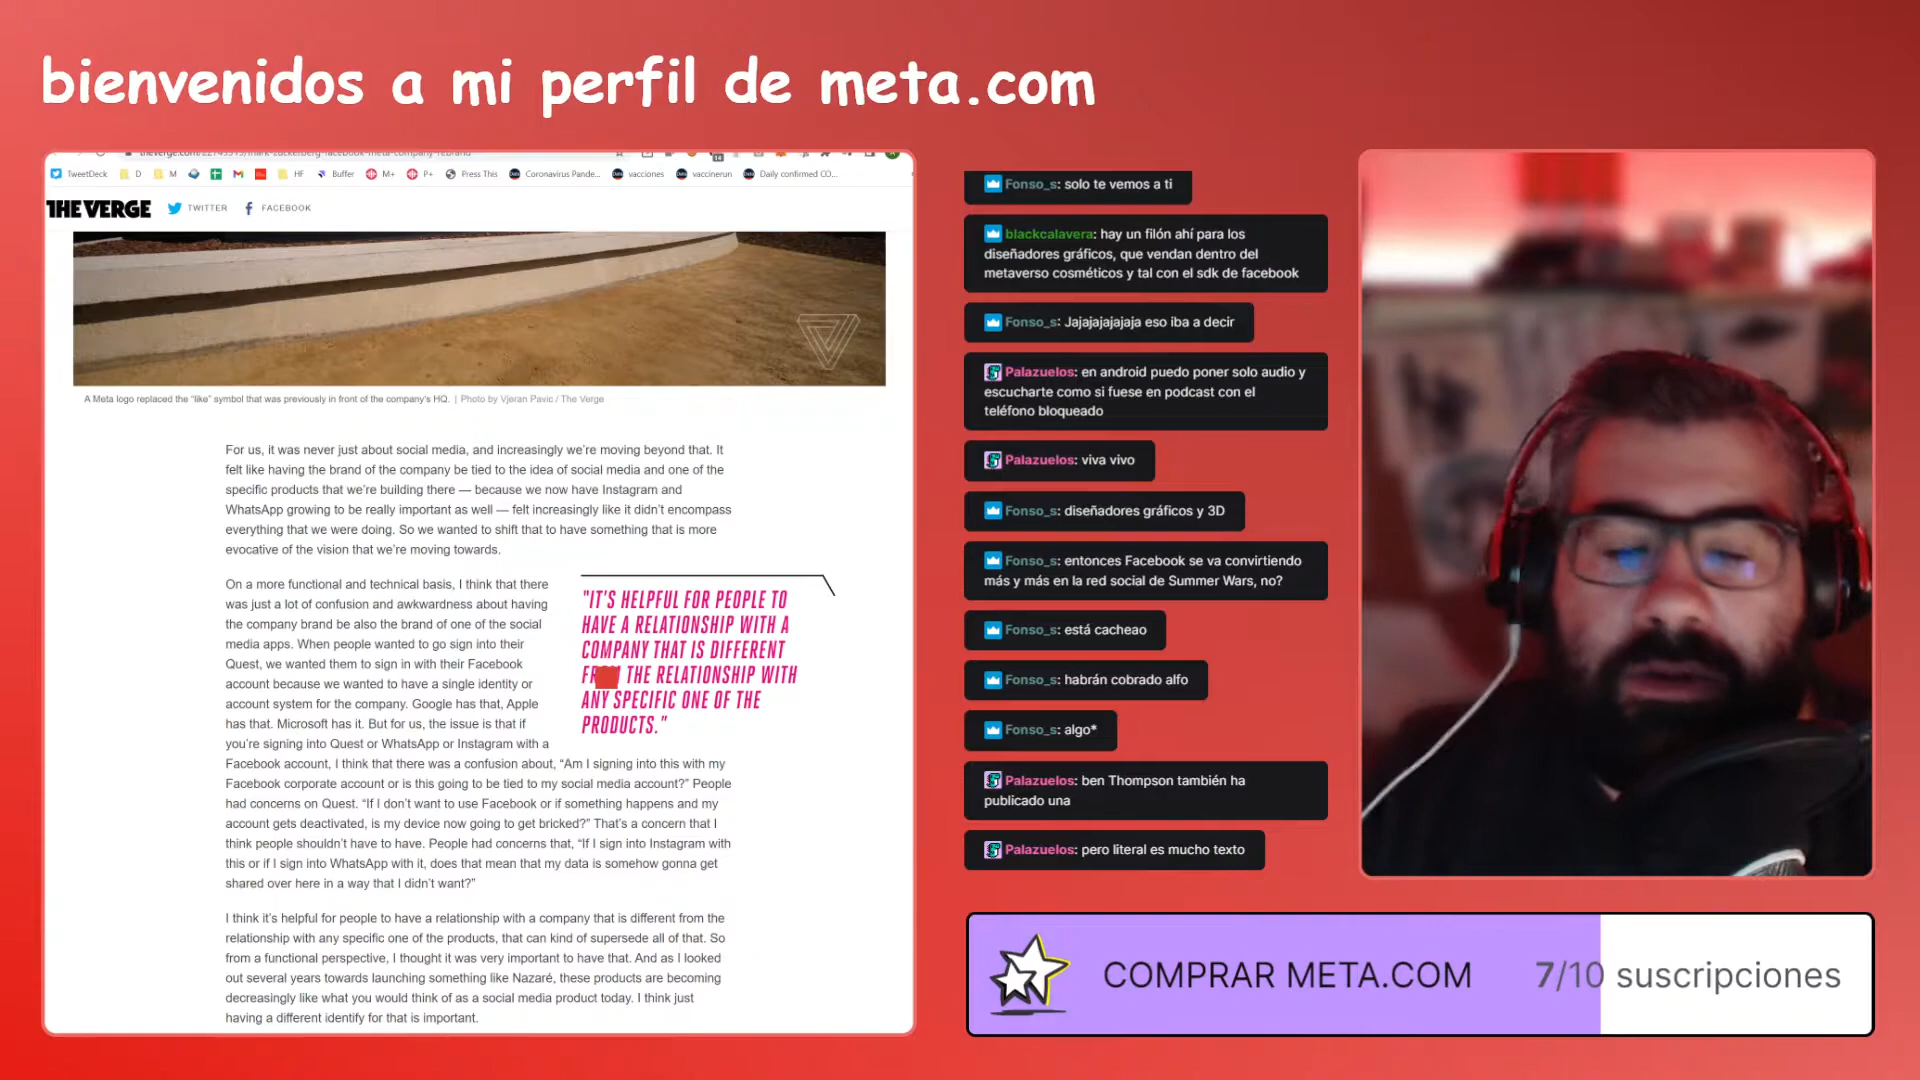 bienvenidos a mi perfil de meta.com
TweetDeck
D
M
HF
Buffer
M+
P+
Press This
Coronavirus Pande...
vacciones
vaccinerun
Daily confirmed CO...
THE VERGE
TWITTER
FACEBOOK
A Meta logo replaced the “like” symbol that was previously in front of the company's HQ. | Photo by Vjeran Pavic / The Verge
For us, it was never just about social media, and increasingly we’re moving beyond that. It
felt like having the brand of the company be tied to the idea of social media and one of the
specific products that we’re building there — because we now have Instagram and
WhatsApp growing to be really important as well — felt increasingly like it didn’t encompass
everything that we were doing. So we wanted to shift that to have something that is more
evocative of the vision that we’re moving towards.
On a more functional and technical basis, I think that there
was just a lot of confusion and awkwardness about having
the company brand be also the brand of one of the social
media apps. When people wanted to go sign into their
Quest, we wanted them to sign in with their Facebook
account because we wanted to have a single identity or
account system for the company. Google has that, Apple
has that. Microsoft has it. But for us, the issue is that if
you’re signing into Quest or WhatsApp or Instagram with a
Facebook account, I think that there was a confusion about, “Am I signing into this with my
Facebook corporate account or is this going to be tied to my social media account?” People
had concerns on Quest. “If I don’t want to use Facebook or if something happens and my
account gets deactivated, is my device now going to get bricked?” That’s a concern that I
think people shouldn’t have to have. People had concerns that, “If I sign into Instagram with
this or if I sign into WhatsApp with it, does that mean that my data is somehow gonna get
shared over here in a way that I didn’t want?”
"IT'S HELPFUL FOR PEOPLE TO
HAVE A RELATIONSHIP WITH A
COMPANY THAT IS DIFFERENT
THE RELATIONSHIP WITH
ANY SPECIFIC ONE OF THE
PRODUCTS."
I think it’s helpful for people to have a relationship with a company that is different from the
relationship with any specific one of the products, that can kind of supersede all of that. So
from a functional perspective, I thought it was very important to have that. And as I looked
out several years towards launching something like Nazaré, these products are becoming
decreasingly like what you would think of as a social media product today. I think just
having a different identify for that is important.
Fonso_s: solo te vemos a ti
blackcalavera: hay un filón ahí para los
diseñadores gráficos, que vendan dentro del
metaverso cosméticos y tal con el sdk de facebook
Fonso_s: Jajajajajajaja eso iba a decir
Palazuelos: en android puedo poner solo audio y
escucharte como si fuese en podcast con el
teléfono bloqueado
Palazuelos: viva vivo
Fonso_s: diseñadores gráficos y 3D
Fonso_s: entonces Facebook se va convirtiendo
más y más en la red social de Summer Wars, no?
Fonso_s: está cacheao
Fonso_s: habrán cobrado alfo
Fonso_s: algo*
Palazuelos: ben Thompson también ha
publicado una
Palazuelos: pero literal es mucho texto
COMPRAR META.COM
7/10 suscripciones